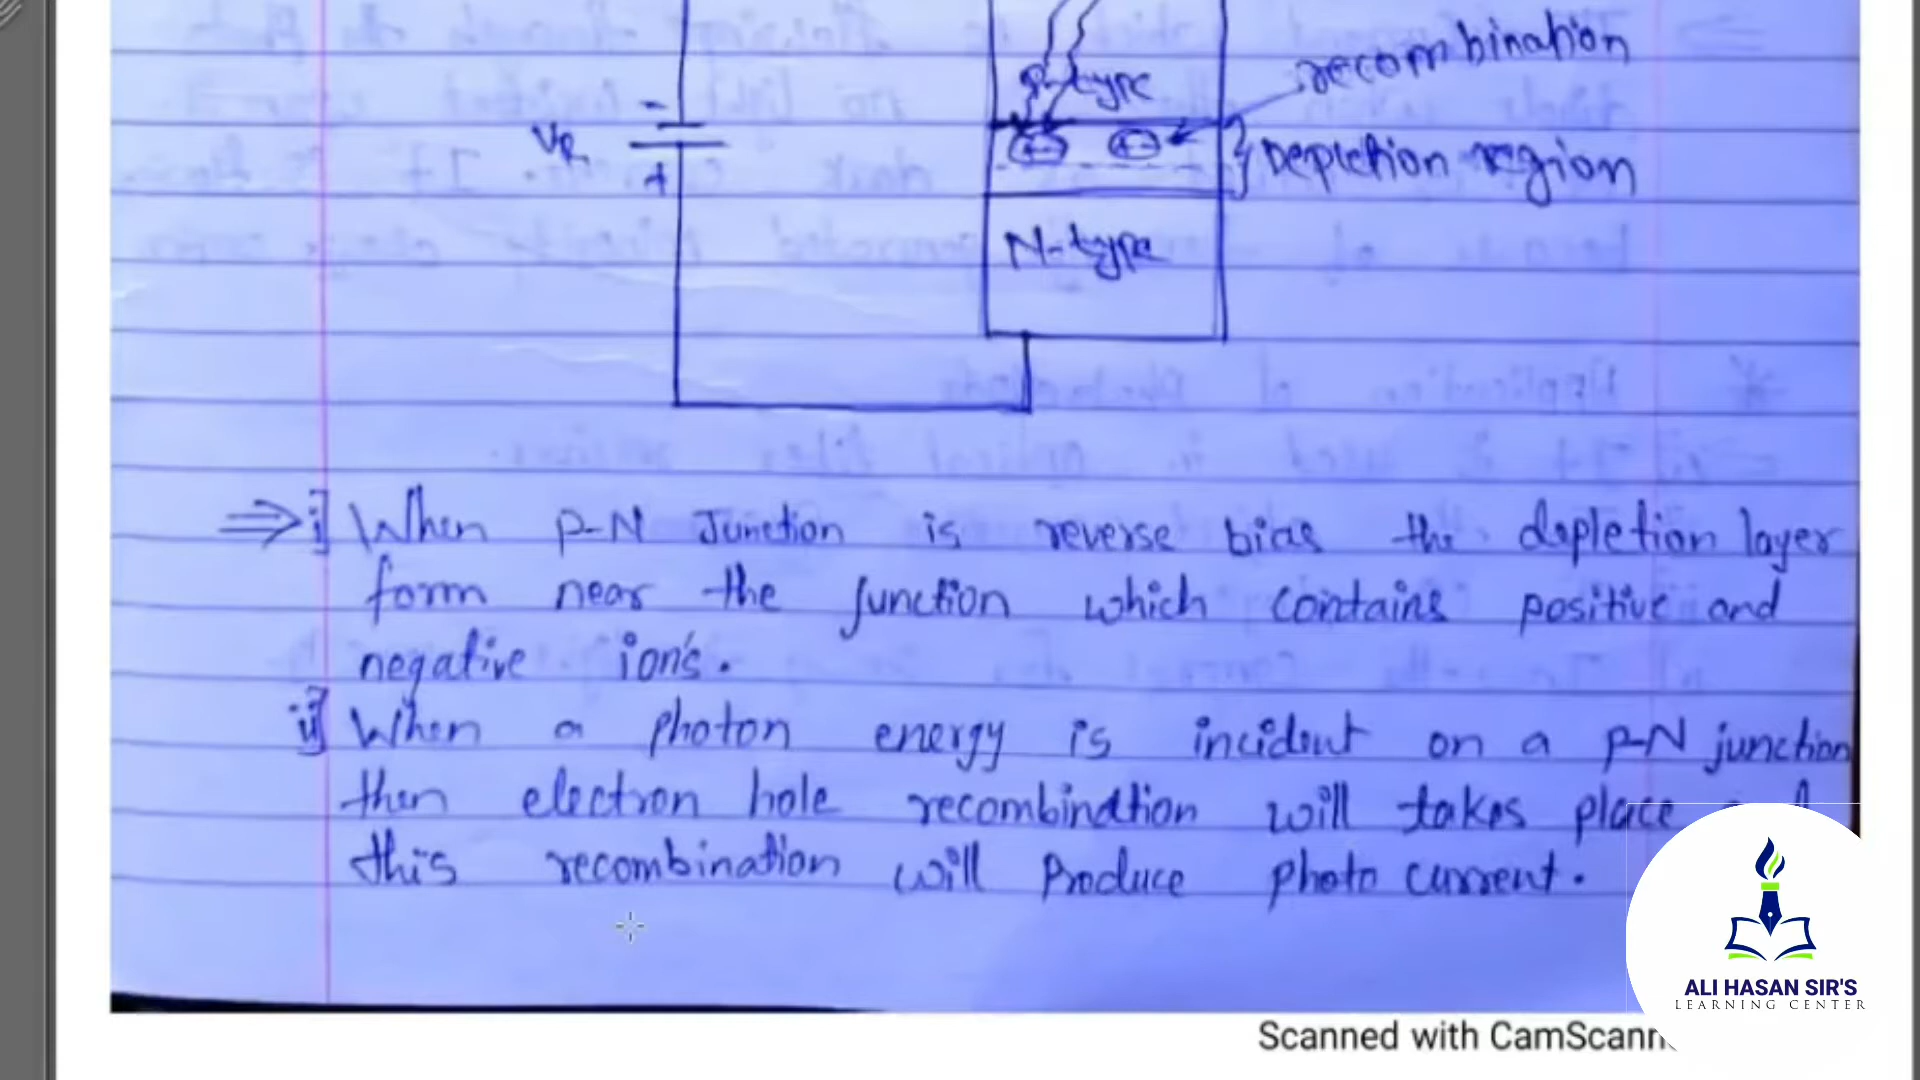 recombination
P-type
-
VR
+
Depletion region
N-type
⇒ i] When P-N Junction is reverse bias the depletion layer
form near the junction which contains positive and
negative ion's.
ii] When a photon energy is incident on a P-N junction
then electron hole recombination will takes place
this recombination will Produce photo current.
ALI HASAN SIR'S
LEARNING CENTER
Scanned with CamScann